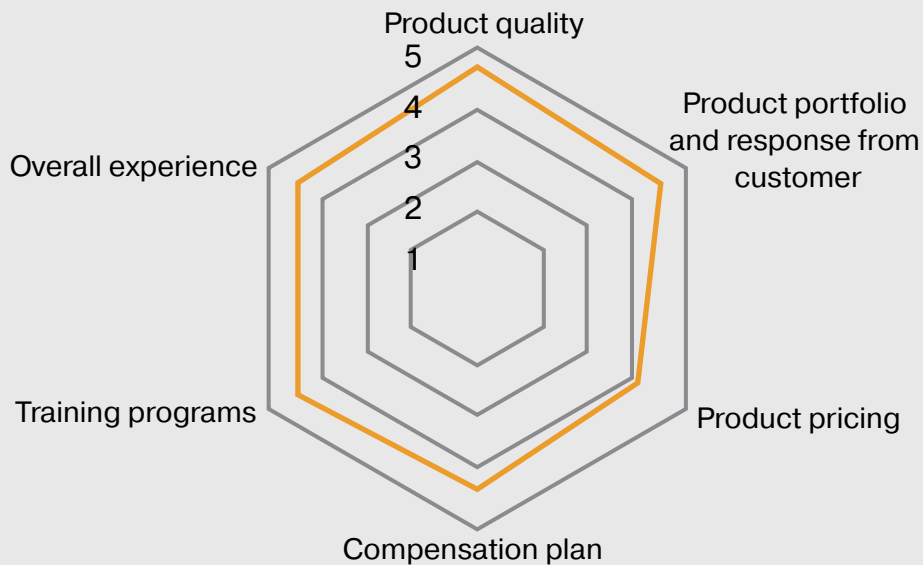 Product quality
5
4
3
2
1
Product portfolio
and response from
customer
Overall experience
Training programs
Product pricing
Compensation plan